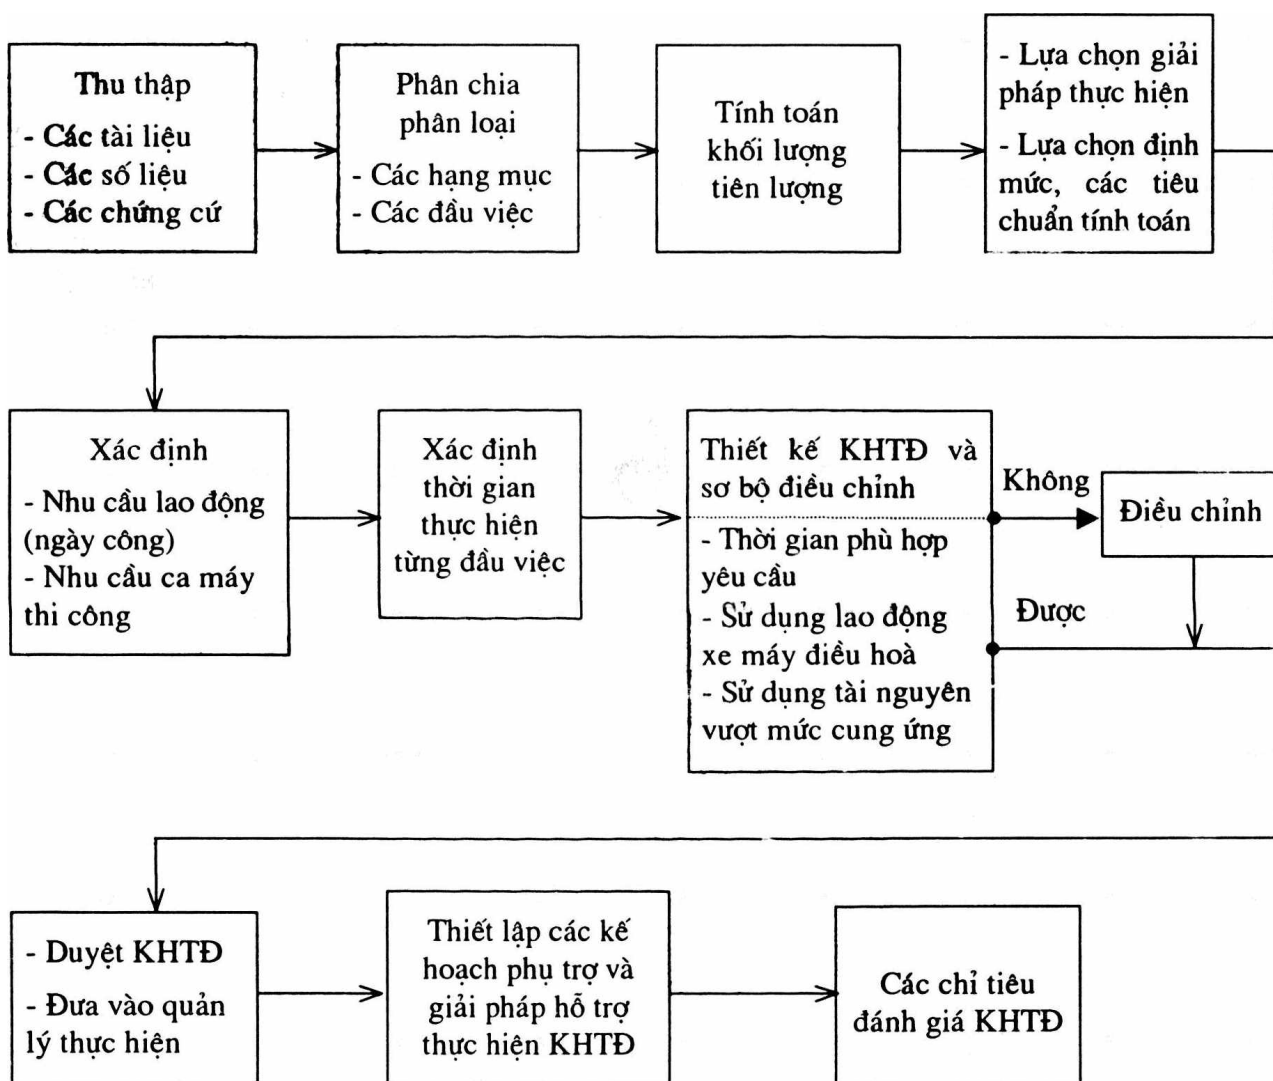 Thu thập
- Các tài liệu
- Các số liệu
- Các chứng cứ
Phân chia
phân loại
- Các hạng mục
- Các đầu việc
Tính toán
khối lượng
tiên lượng
- Lựa chọn giải
pháp thực hiện
- Lựa chọn định
mức, các tiêu
chuẩn tính toán
Xác định
- Nhu cầu lao động
(ngày công)
- Nhu cầu ca máy
thi công
Xác định
thời gian
thực hiện
từng đầu việc
Thiết kế KHTĐ và
sơ bộ điều chỉnh
- Thời gian phù hợp
yêu cầu
- Sử dụng lao động
xe máy điều hoà
- Sử dụng tài nguyên
vượt mức cung ứng
Không
Điều chỉnh
Được
- Duyệt KHTĐ
- Đưa vào quản
lý thực hiện
Thiết lập các kế
hoạch phụ trợ và
giải pháp hỗ trợ
thực hiện KHTĐ
Các chỉ tiêu
đánh giá KHTĐ